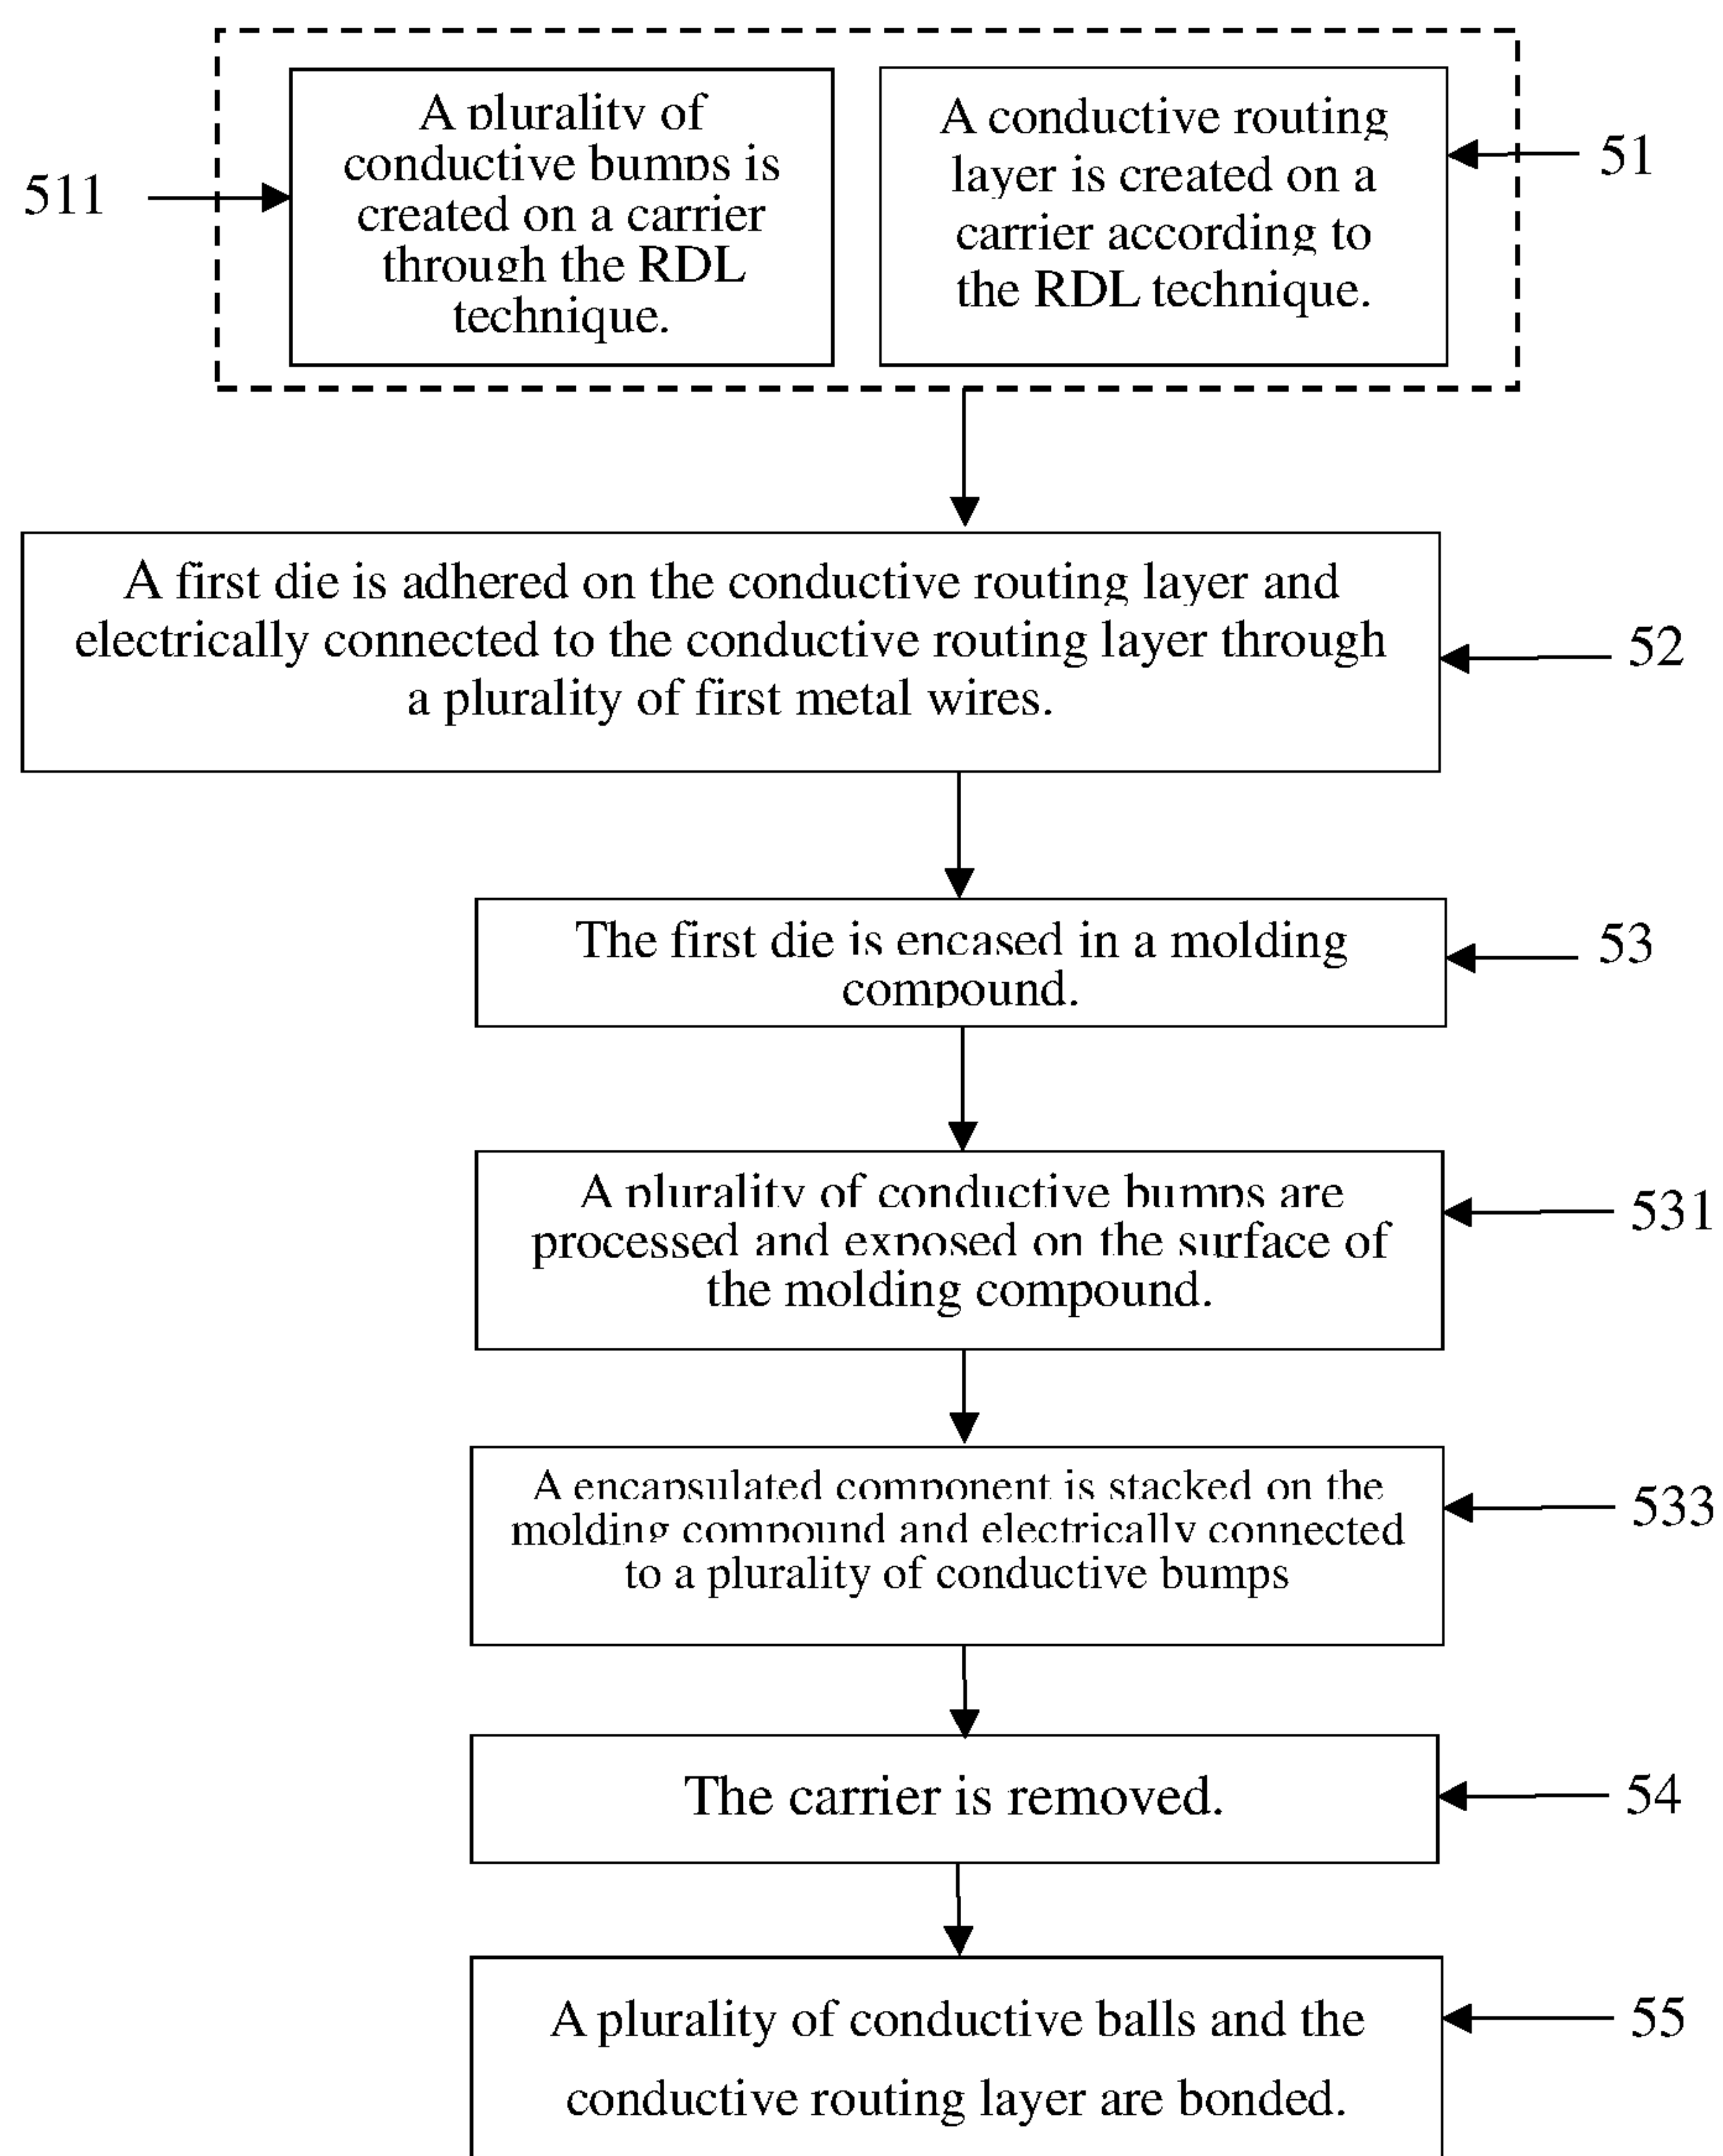 511
A plurality of
conductive bumps is
created on a carrier
through the RDL
technique.
A conductive routing
layer is created on a
carrier according to
the RDL technique.
51
A first die is adhered on the conductive routing layer and
electrically connected to the conductive routing layer through
a plurality of first metal wires.
52
The first die is encased in a molding
compound.
53
A plurality of conductive bumps are
processed and exposed on the surface of
the molding compound.
531
A encapsulated component is stacked on the
molding compound and electrically connected
to a plurality of conductive bumps
533
The carrier is removed.
54
A plurality of conductive balls and the
conductive routing layer are bonded.
55